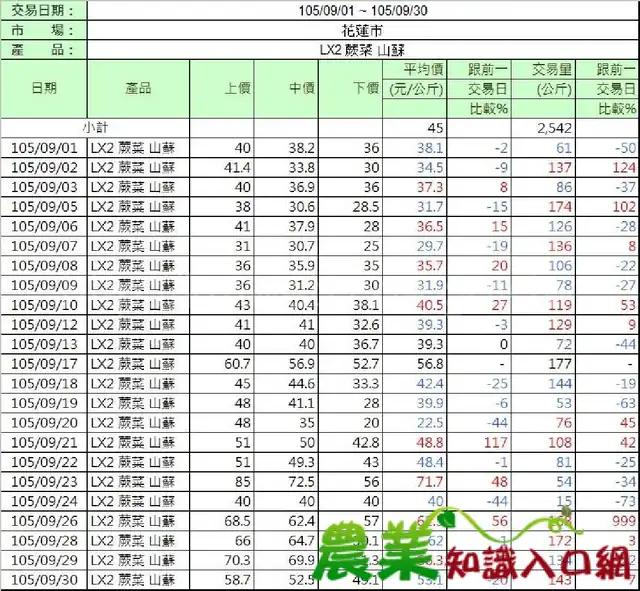 交易日期： 105/09/01 ~ 105/09/30
市 場： 花蓮市
產 品： LX2 蕨菜 山蘇
日期 產品 上價 中價 下價 平均價 (元/公斤) 跟前一 交易日 比較% 交易量 (公斤) 跟前一 交易日 比較%
小計 45 2,542
105/09/01 LX2 蕨菜 山蘇 40 38.2 36 38.1 -2 61 -50
105/09/02 LX2 蕨菜 山蘇 41.4 33.8 30 34.5 -9 137 124
105/09/03 LX2 蕨菜 山蘇 40 36.9 36 37.3 8 86 -37
105/09/05 LX2 蕨菜 山蘇 38 30.6 28.5 31.7 -15 174 102
105/09/06 LX2 蕨菜 山蘇 41 37.9 28 36.5 15 126 -28
105/09/07 LX2 蕨菜 山蘇 31 30.7 25 29.7 -19 136 8
105/09/08 LX2 蕨菜 山蘇 36 35.9 35 35.7 20 106 -22
105/09/09 LX2 蕨菜 山蘇 36 31.2 30 31.9 -11 78 -27
105/09/10 LX2 蕨菜 山蘇 43 40.4 38.1 40.5 27 119 53
105/09/12 LX2 蕨菜 山蘇 41 41 32.6 39.3 -3 129 9
105/09/13 LX2 蕨菜 山蘇 40 40 36.7 39.3 0 72 -44
105/09/17 LX2 蕨菜 山蘇 60.7 56.9 52.7 56.8 - 177 -
105/09/18 LX2 蕨菜 山蘇 45 44.6 33.3 42.4 -25 144 -19
105/09/19 LX2 蕨菜 山蘇 48 41.1 28 39.9 -6 53 -63
105/09/20 LX2 蕨菜 山蘇 48 35 20 22.5 -44 76 45
105/09/21 LX2 蕨菜 山蘇 51 50 42.8 48.8 117 108 42
105/09/22 LX2 蕨菜 山蘇 51 49.3 43 48.4 -1 81 -25
105/09/23 LX2 蕨菜 山蘇 85 72.5 56 71.7 48 54 -34
105/09/24 LX2 蕨菜 山蘇 40 40 40 40 -44 15 -73
105/09/26 LX2 蕨菜 山蘇 68.5 62.4 57 56 999
105/09/28 LX2 蕨菜 山蘇 66 64.7 62 172 3
105/09/29 LX2 蕨菜 山蘇 70.3 69.9
105/09/30 LX2 蕨菜 山蘇 58.7 52.5 53.1 -20 143 7
農業知識入口網